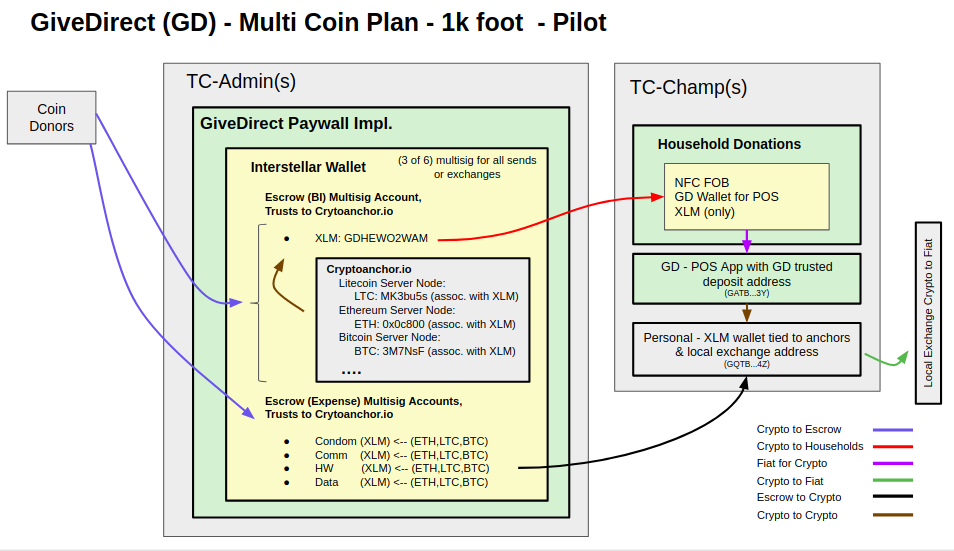 GiveDirect (GD) - Multi Coin Plan - 1k foot - Pilot
Coin
Donors
TC-Admin(s)
GiveDirect Paywall Impl.
Interstellar Wallet
(3 of 6) multisig for all sends
or exchanges
Escrow (BI) Multisig Account,
Trusts to Crytoanchor.io
● XLM: GDHEWO2WAM
Cryptoanchor.io
Litecoin Server Node:
LTC: MK3bu5s (assoc. with XLM)
Ethereum Server Node:
ETH: 0x0c800 (assoc. with XLM)
Bitcoin Server Node:
BTC: 3M7NsF (assoc. with XLM)
....
Escrow (Expense) Multisig Accounts,
Trusts to Crytoanchor.io
● Condom (XLM) <-- (ETH,LTC,BTC)
● Comm (XLM) <-- (ETH,LTC,BTC)
● HW (XLM) <-- (ETH,LTC,BTC)
● Data (XLM) <-- (ETH,LTC,BTC)
TC-Champ(s)
Household Donations
NFC FOB
GD Wallet for POS
XLM (only)
GD - POS App with GD trusted
deposit address
(GATB...3Y)
Personal - XLM wallet tied to anchors
& local exchange address
(GQTB...4Z)
Local Exchange Crypto to Fiat
Crypto to Escrow
Crypto to Households
Fiat for Crypto
Crypto to Fiat
Escrow to Crypto
Crypto to Crypto